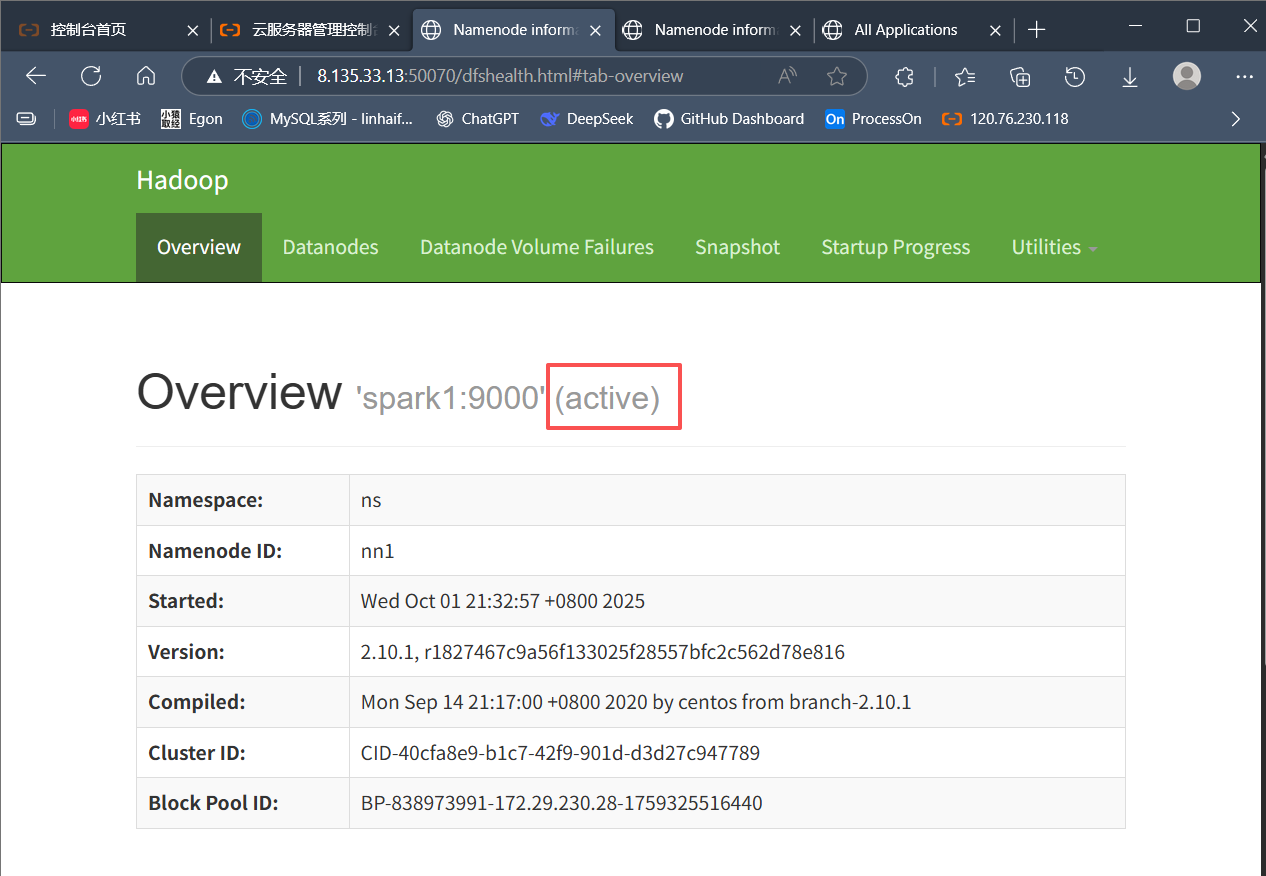 控制台首页
云服务器管理控制
Namenode inform
Namenode inform
All Applications
不安全
8.135.33.13:50070/dfshealth.html#tab-overview
小红书
小猿取经
Egon
MySQL系列 - linhaif...
ChatGPT
DeepSeek
GitHub Dashboard
On
ProcessOn
120.76.230.118
Hadoop
Overview
Datanodes
Datanode Volume Failures
Snapshot
Startup Progress
Utilities
Overview 'spark1:9000' (active)
Namespace: ns
Namenode ID: nn1
Started: Wed Oct 01 21:32:57 +0800 2025
Version: 2.10.1, r1827467c9a56f133025f28557bfc2c562d78e816
Compiled: Mon Sep 14 21:17:00 +0800 2020 by centos from branch-2.10.1
Cluster ID: CID-40cfa8e9-b1c7-42f9-901d-d3d27c947789
Block Pool ID: BP-838973991-172.29.230.28-1759325516440